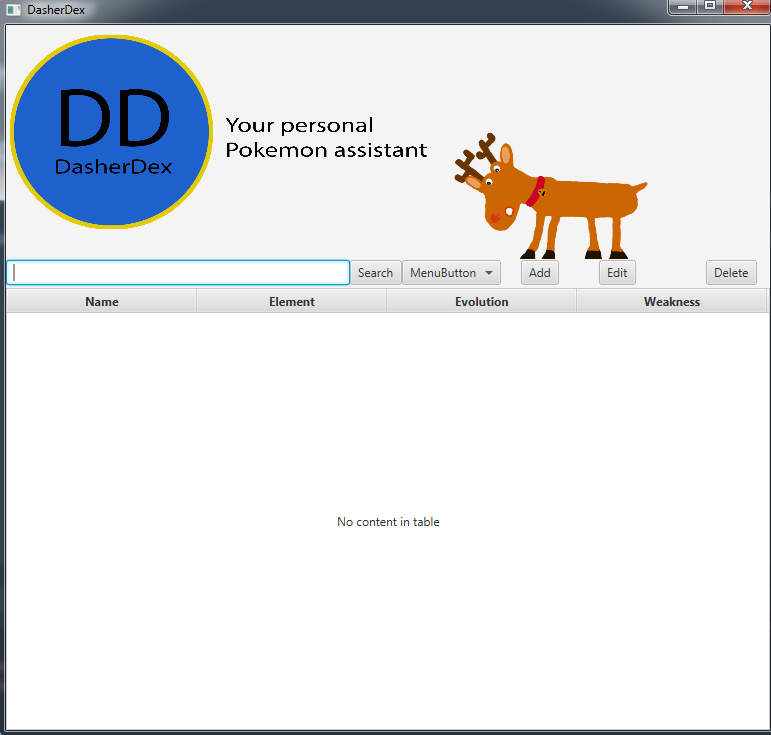 DasherDex
DD
DasherDex
Your personal
Pokemon assistant
Search MenuButton Add Edit Delete
Name Element Evolution Weakness
No content in table